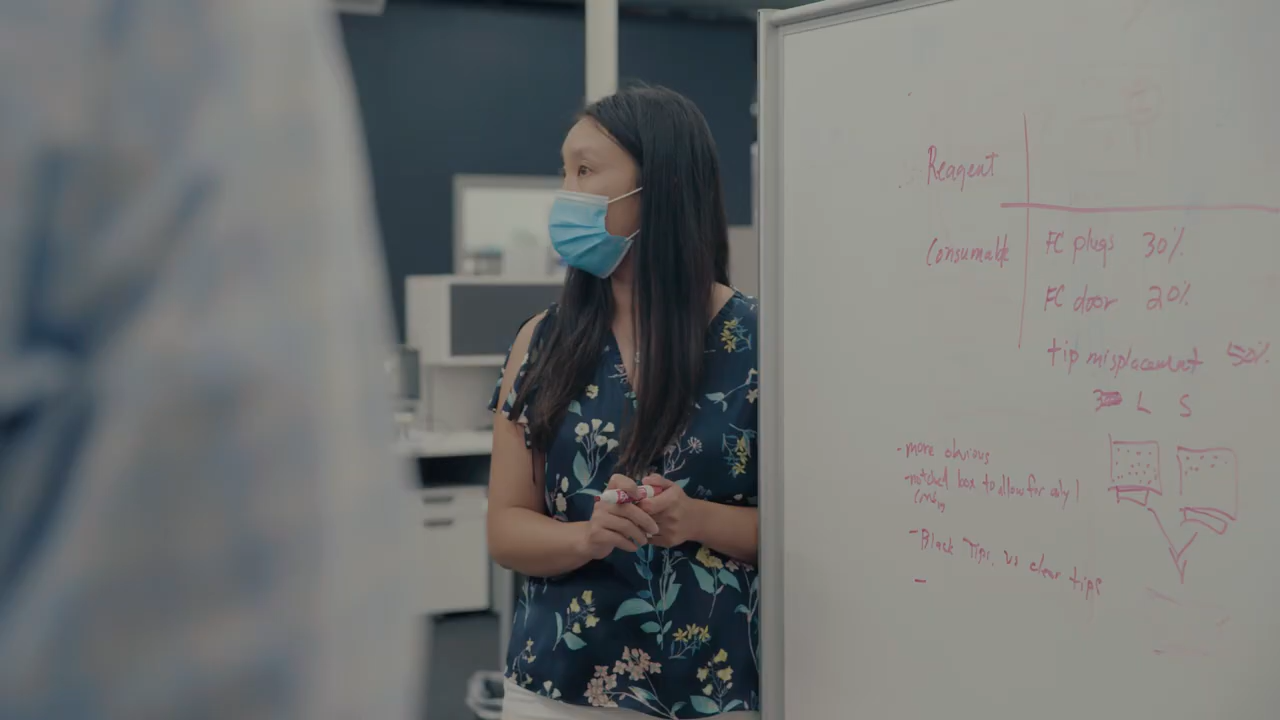 Reagent
Consumable
FC plugs 30%
FC door 20%
tip misplacement 50%
L S
- more obvious
- notched box to allow for only 1
- Black Tips vs clear tips
-